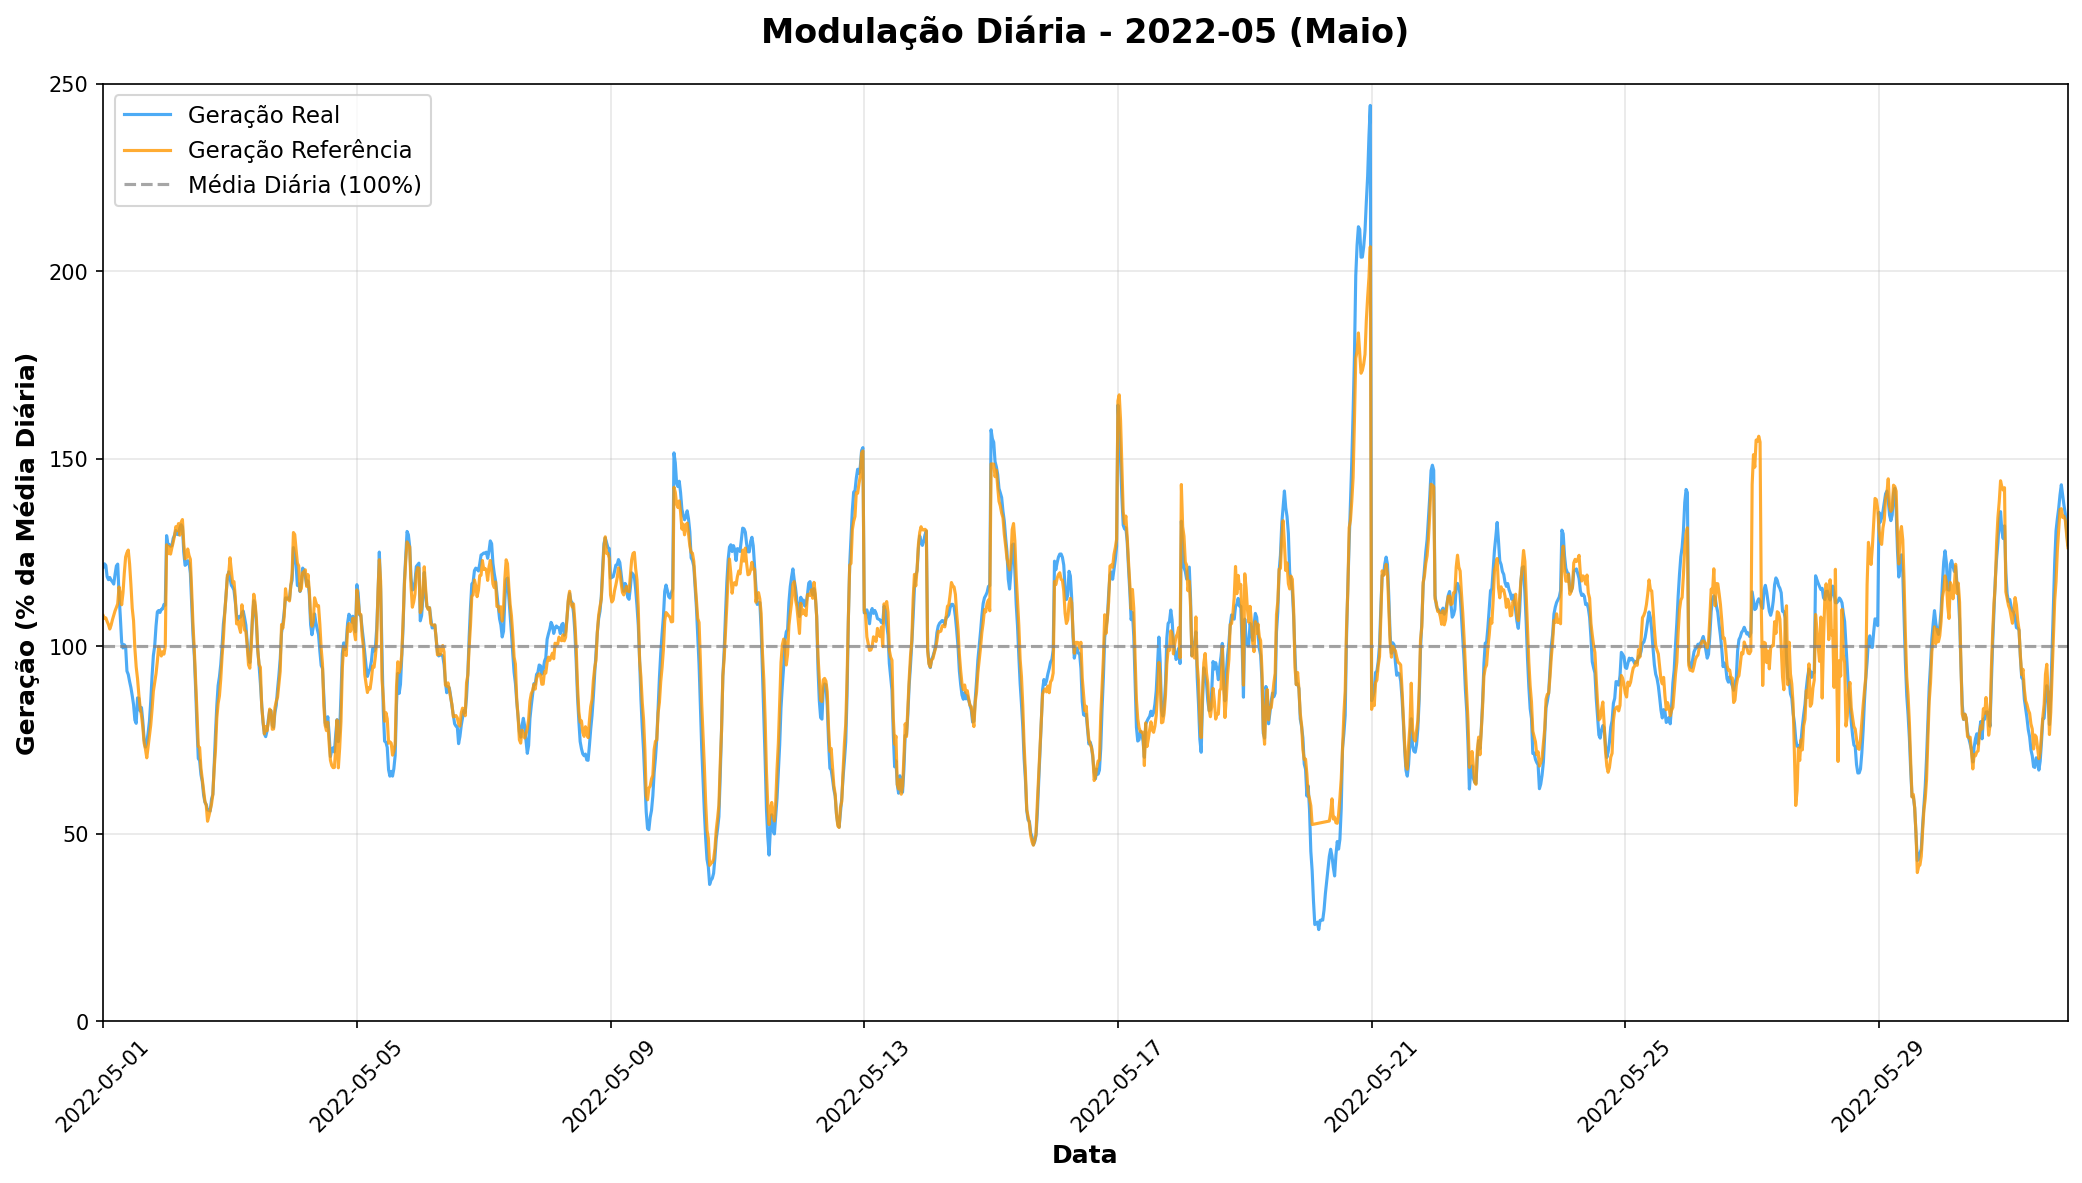 Modulação Diária - 2022-05 (Maio)
Geração Real
Geração Referência
Média Diária (100%)
Geração (% da Média Diária)
250
200
150
100
50
0
2022-05-01
2022-05-05
2022-05-09
2022-05-13
2022-05-17
2022-05-21
2022-05-25
2022-05-29
Data